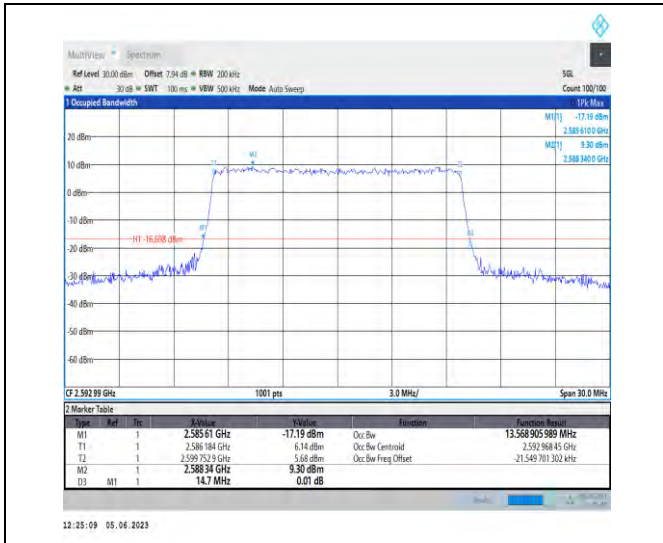 MultiView Spectrum
Ref Level 30.00 dBm Offset 7.94 dB RBW 200 kHz SGL
Att 30 dB SWT 100 ms VBW 500 kHz Mode Auto Sweep Count 100/100
1 Occupied Bandwidth 1Pk Max
M1[1] -17.19 dBm
2.585 610 0 GHz
M2[1] 9.30 dBm
2.588 340 0 GHz
20 dBm
M2
T1
10 dBm
0 dBm
-10 dBm
H1 -16.698 dBm
-20 dBm
-30 dBm
-40 dBm
-50 dBm
-60 dBm
CF 2.592 99 GHz 1001 pts 3.0 MHz/ Span 30.0 MHz
2 Marker Table
Type Ref Trc X-Value Y-Value Function Function Result
M1 1 2.585 61 GHz -17.19 dBm Occ Bw 13.568 905 989 MHz
T1 1 2.586 184 GHz 6.14 dBm Occ Bw Centroid 2.592 968 45 GHz
T2 1 2.599 752 9 GHz 5.68 dBm Occ Bw Freq Offset -21.549 701 302 kHz
M2 1 2.588 34 GHz 9.30 dBm
D3 M1 1 14.7 MHz 0.01 dB
12:25:09 05.06.2023